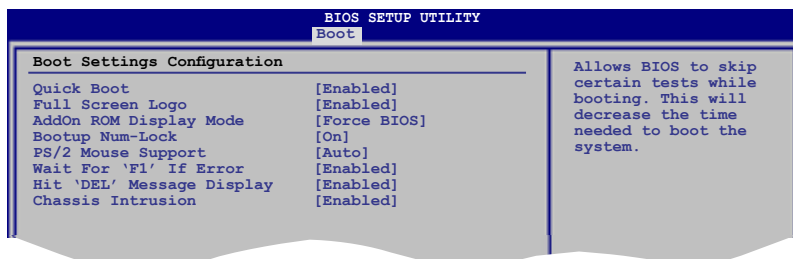 BIOS SETUP UTILITY
Boot
Boot Settings Configuration
Quick Boot [Enabled]
Full Screen Logo [Enabled]
AddOn ROM Display Mode [Force BIOS]
Bootup Num-Lock [On]
PS/2 Mouse Support [Auto]
Wait For ‘F1’ If Error [Enabled]
Hit ‘DEL’ Message Display [Enabled]
Chassis Intrusion [Enabled]
Allows BIOS to skip
certain tests while
booting. This will
decrease the time
needed to boot the
system.